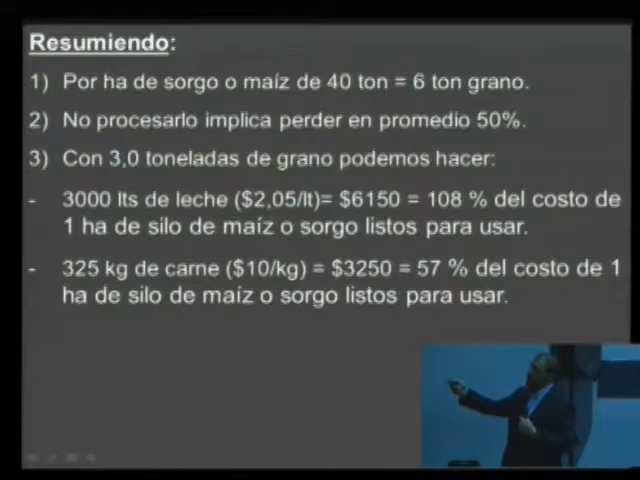 Resumiendo:
1) Por ha de sorgo o maíz de 40 ton = 6 ton grano.
2) No procesarlo implica perder en promedio 50%.
3) Con 3,0 toneladas de grano podemos hacer:
- 3000 lts de leche ($2,05/lt)= $6150 = 108 % del costo de
1 ha de silo de maíz o sorgo listos para usar.
- 325 kg de carne ($10/kg) = $3250 = 57 % del costo de 1
ha de silo de maíz o sorgo listos para usar.